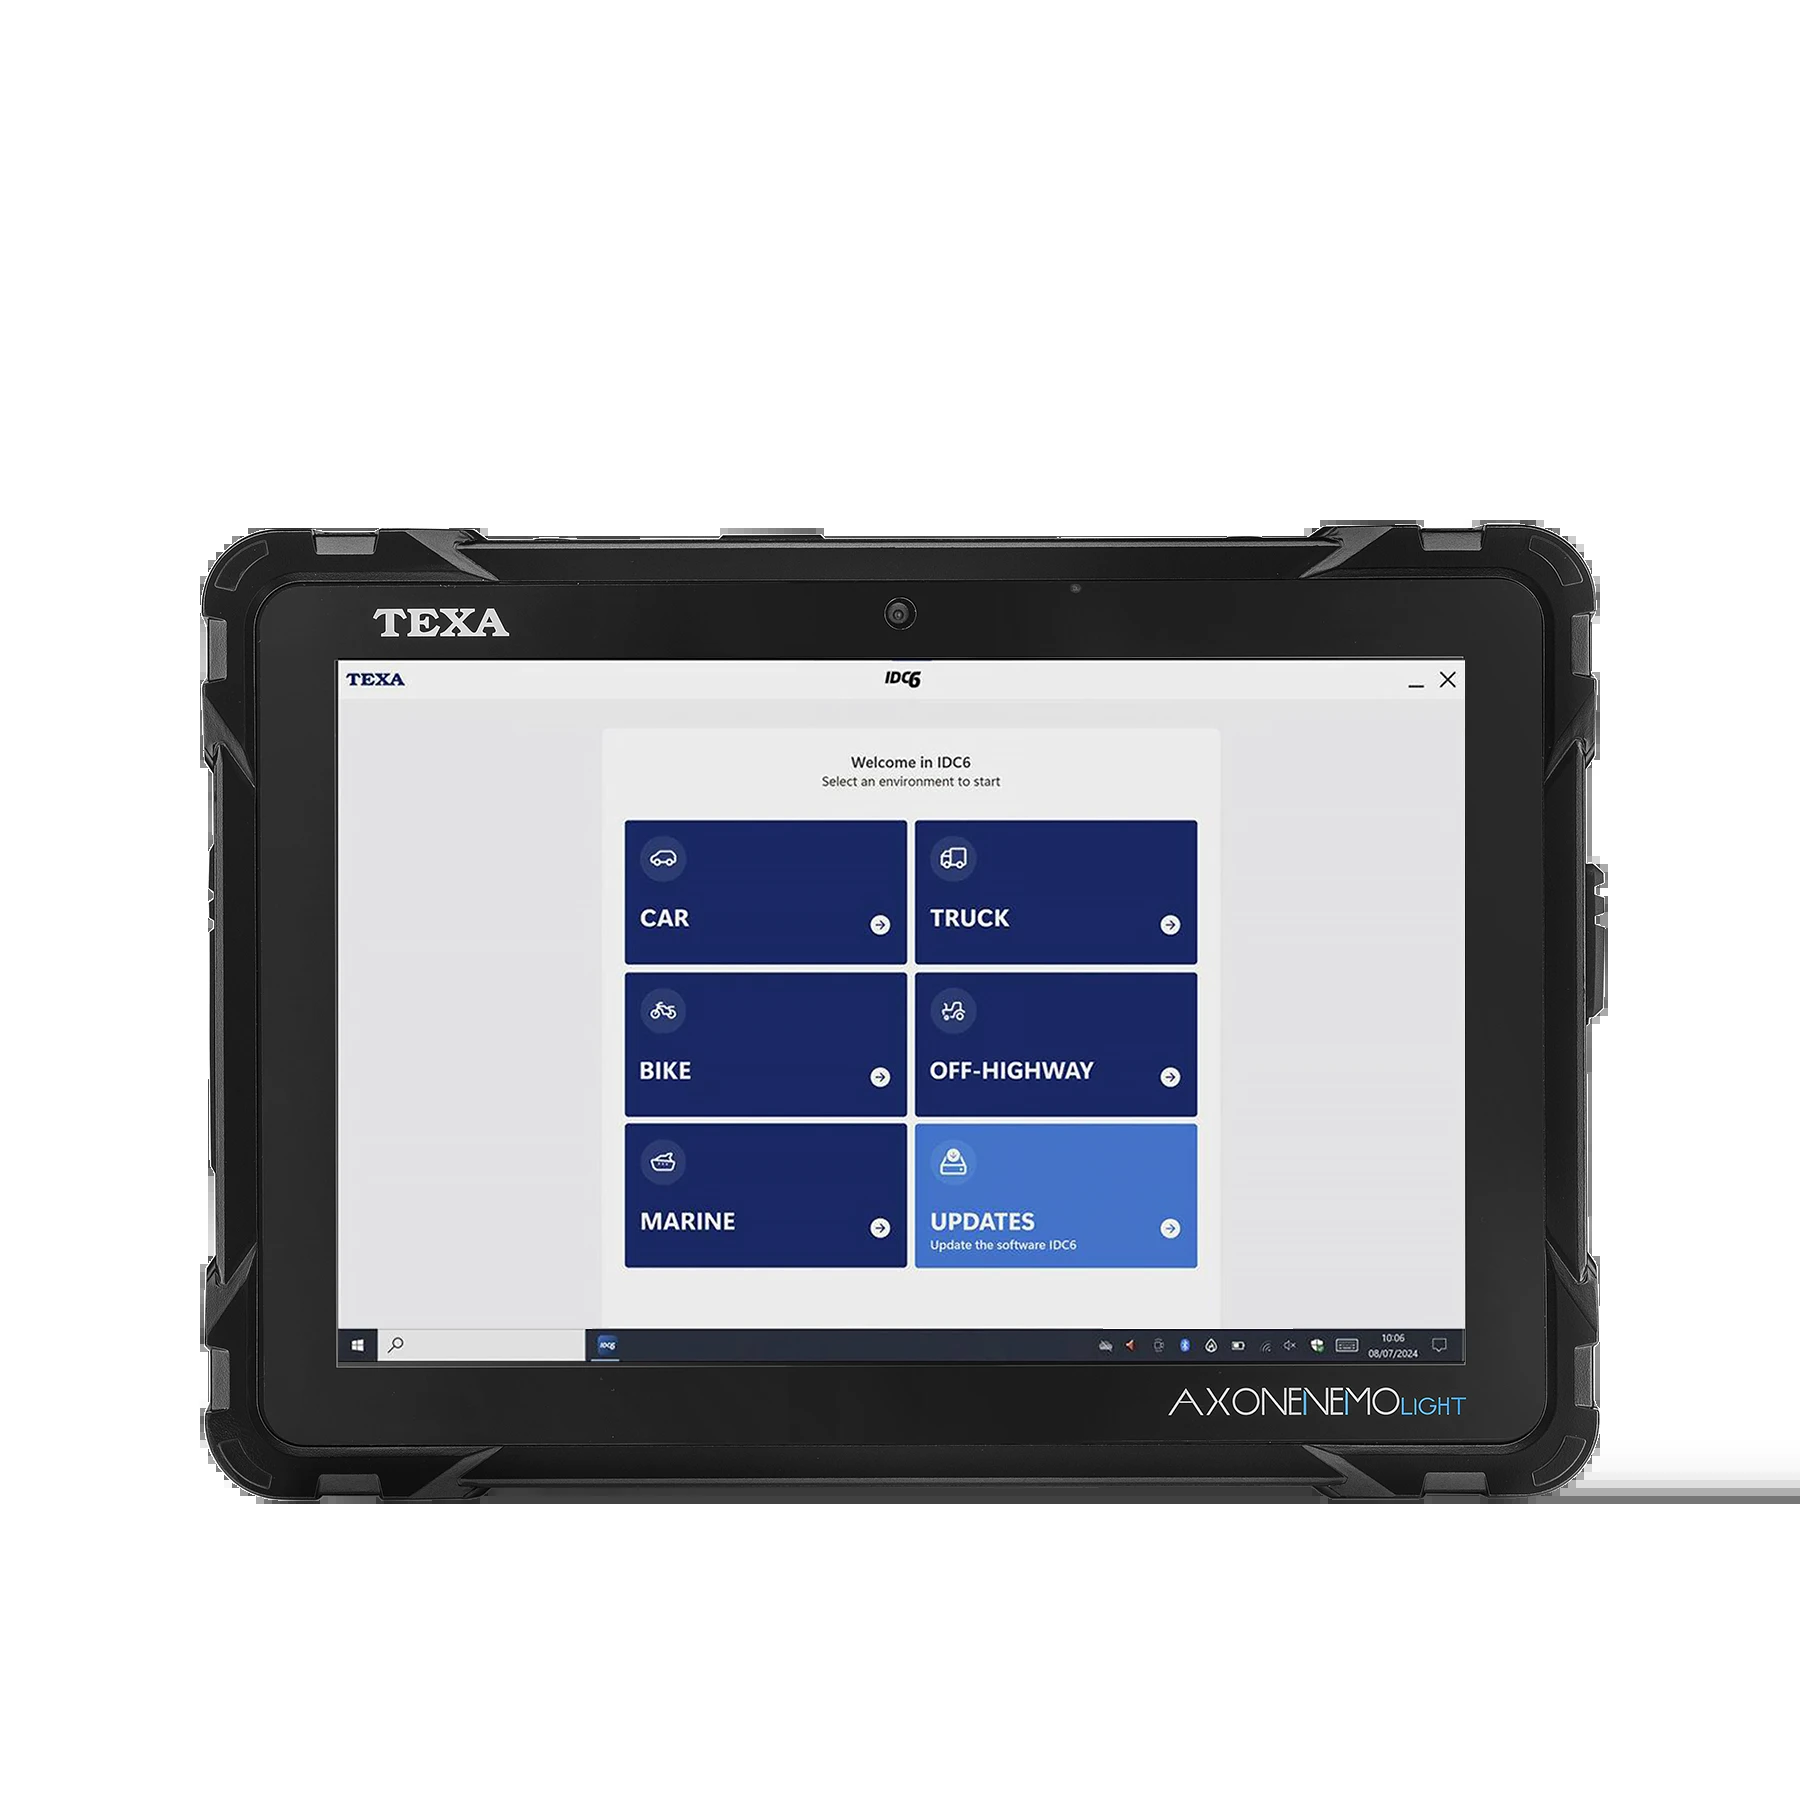 TEXA
TEXA
IDC6
Welcome in IDC6
Select an environment to start
CAR
TRUCK
BIKE
OFF-HIGHWAY
MARINE
UPDATES
Update the software IDC6
IDC6
10:06
08/07/2024
AXONENEMOLIGHT